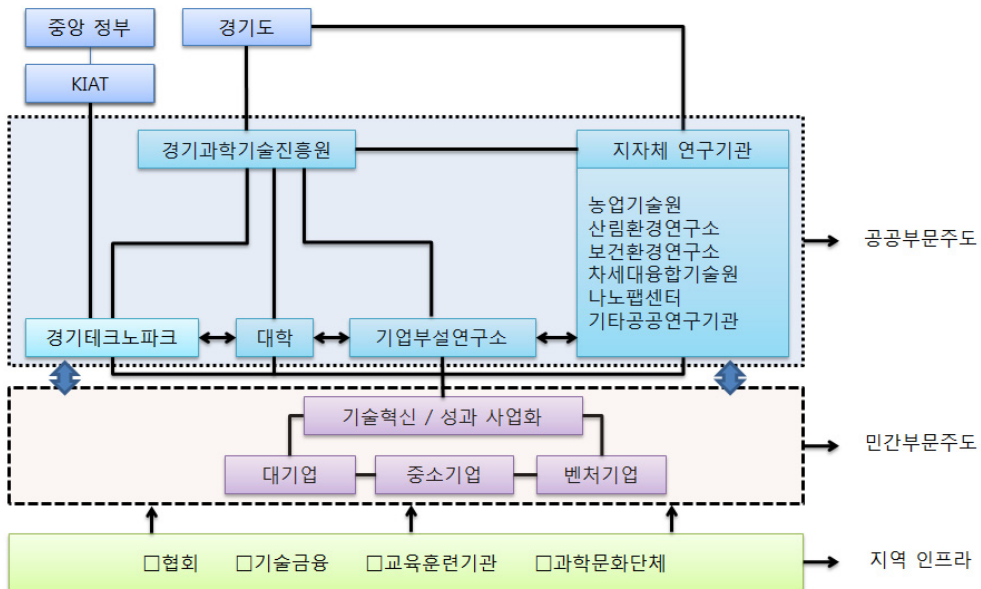 중앙 정부
경기도
KIAT
경기과학기술진흥원
지자체 연구기관
농업기술원
산림환경연구소
보건환경연구소
차세대융합기술원
나노팹센터
기타공공연구기관
공공부문주도
경기테크노파크
대학
기업부설연구소
기술혁신 / 성과 사업화
대기업
중소기업
벤처기업
민간부문주도
□협회 □기술금융 □교육훈련기관 □과학문화단체
지역 인프라